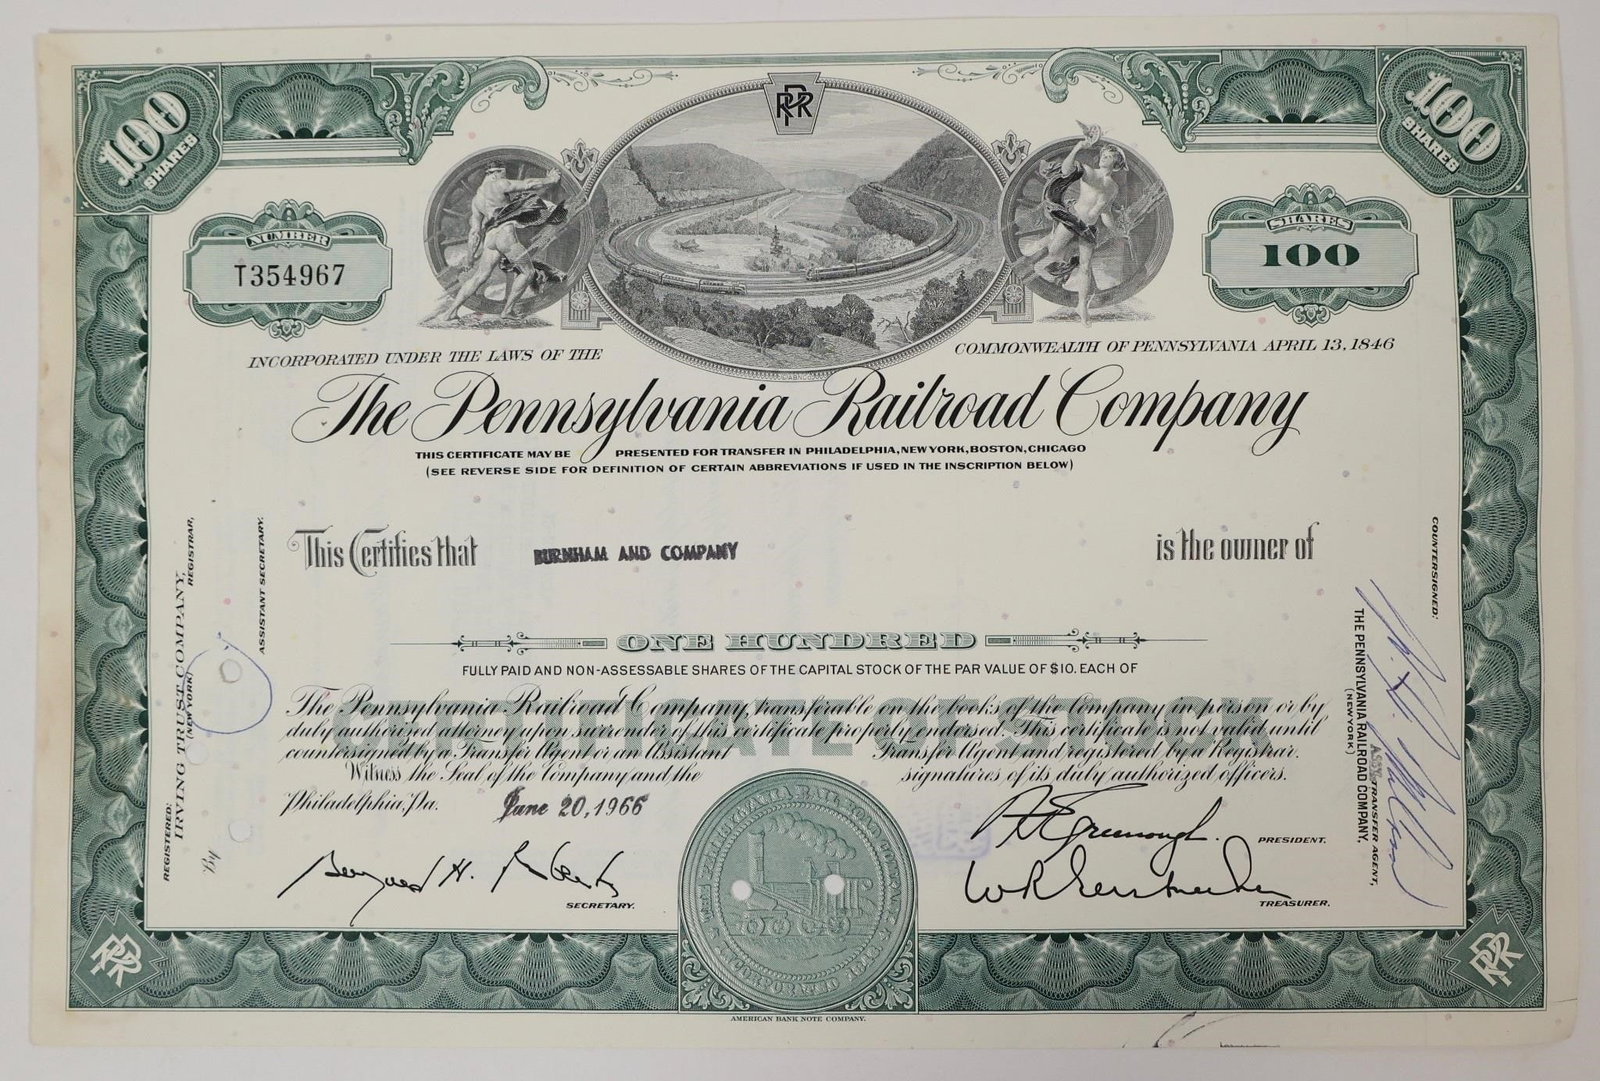 100
SHARES
PRR
100
SHARES
NUMBER
T354967
SHARES
100
INCORPORATED UNDER THE LAWS OF THE
COMMONWEALTH OF PENNSYLVANIA APRIL 13, 1846
The Pennsylvania Railroad Company
THIS CERTIFICATE MAY BE PRESENTED FOR TRANSFER IN PHILADELPHIA, NEW YORK, BOSTON, CHICAGO
(SEE REVERSE SIDE FOR DEFINITION OF CERTAIN ABBREVIATIONS IF USED IN THE INSCRIPTION BELOW)
This Certifies that BURNHAM AND COMPANY is the owner of
ONE HUNDRED
FULLY PAID AND NON-ASSESSABLE SHARES OF THE CAPITAL STOCK OF THE PAR VALUE OF $10. EACH OF
CERTIFICATE OF STOCK
The Pennsylvania Railroad Company, transferable on the books of the Company in person or by
duly authorized attorney upon surrender of this certificate properly endorsed. This certificate is not valid until
countersigned by a Transfer Agent or an Assistant Transfer Agent and registered by a Registrar.
Witness the Seal of the Company and the signatures of its duly authorized officers.
Philadelphia, Pa. June 20, 1966
A J Greenough.
PRESIDENT.
Benjamin H. Roberts
SECRETARY.
TREASURER.
REGISTERED:
IRVING TRUST COMPANY,
(NEW YORK)
REGISTRAR,
By
ASSISTANT SECRETARY.
COUNTERSIGNED:
THE PENNSYLVANIA RAILROAD COMPANY,
(NEW YORK)
ASST. TRANSFER AGENT,
PRR
PRR
AMERICAN BANK NOTE COMPANY.